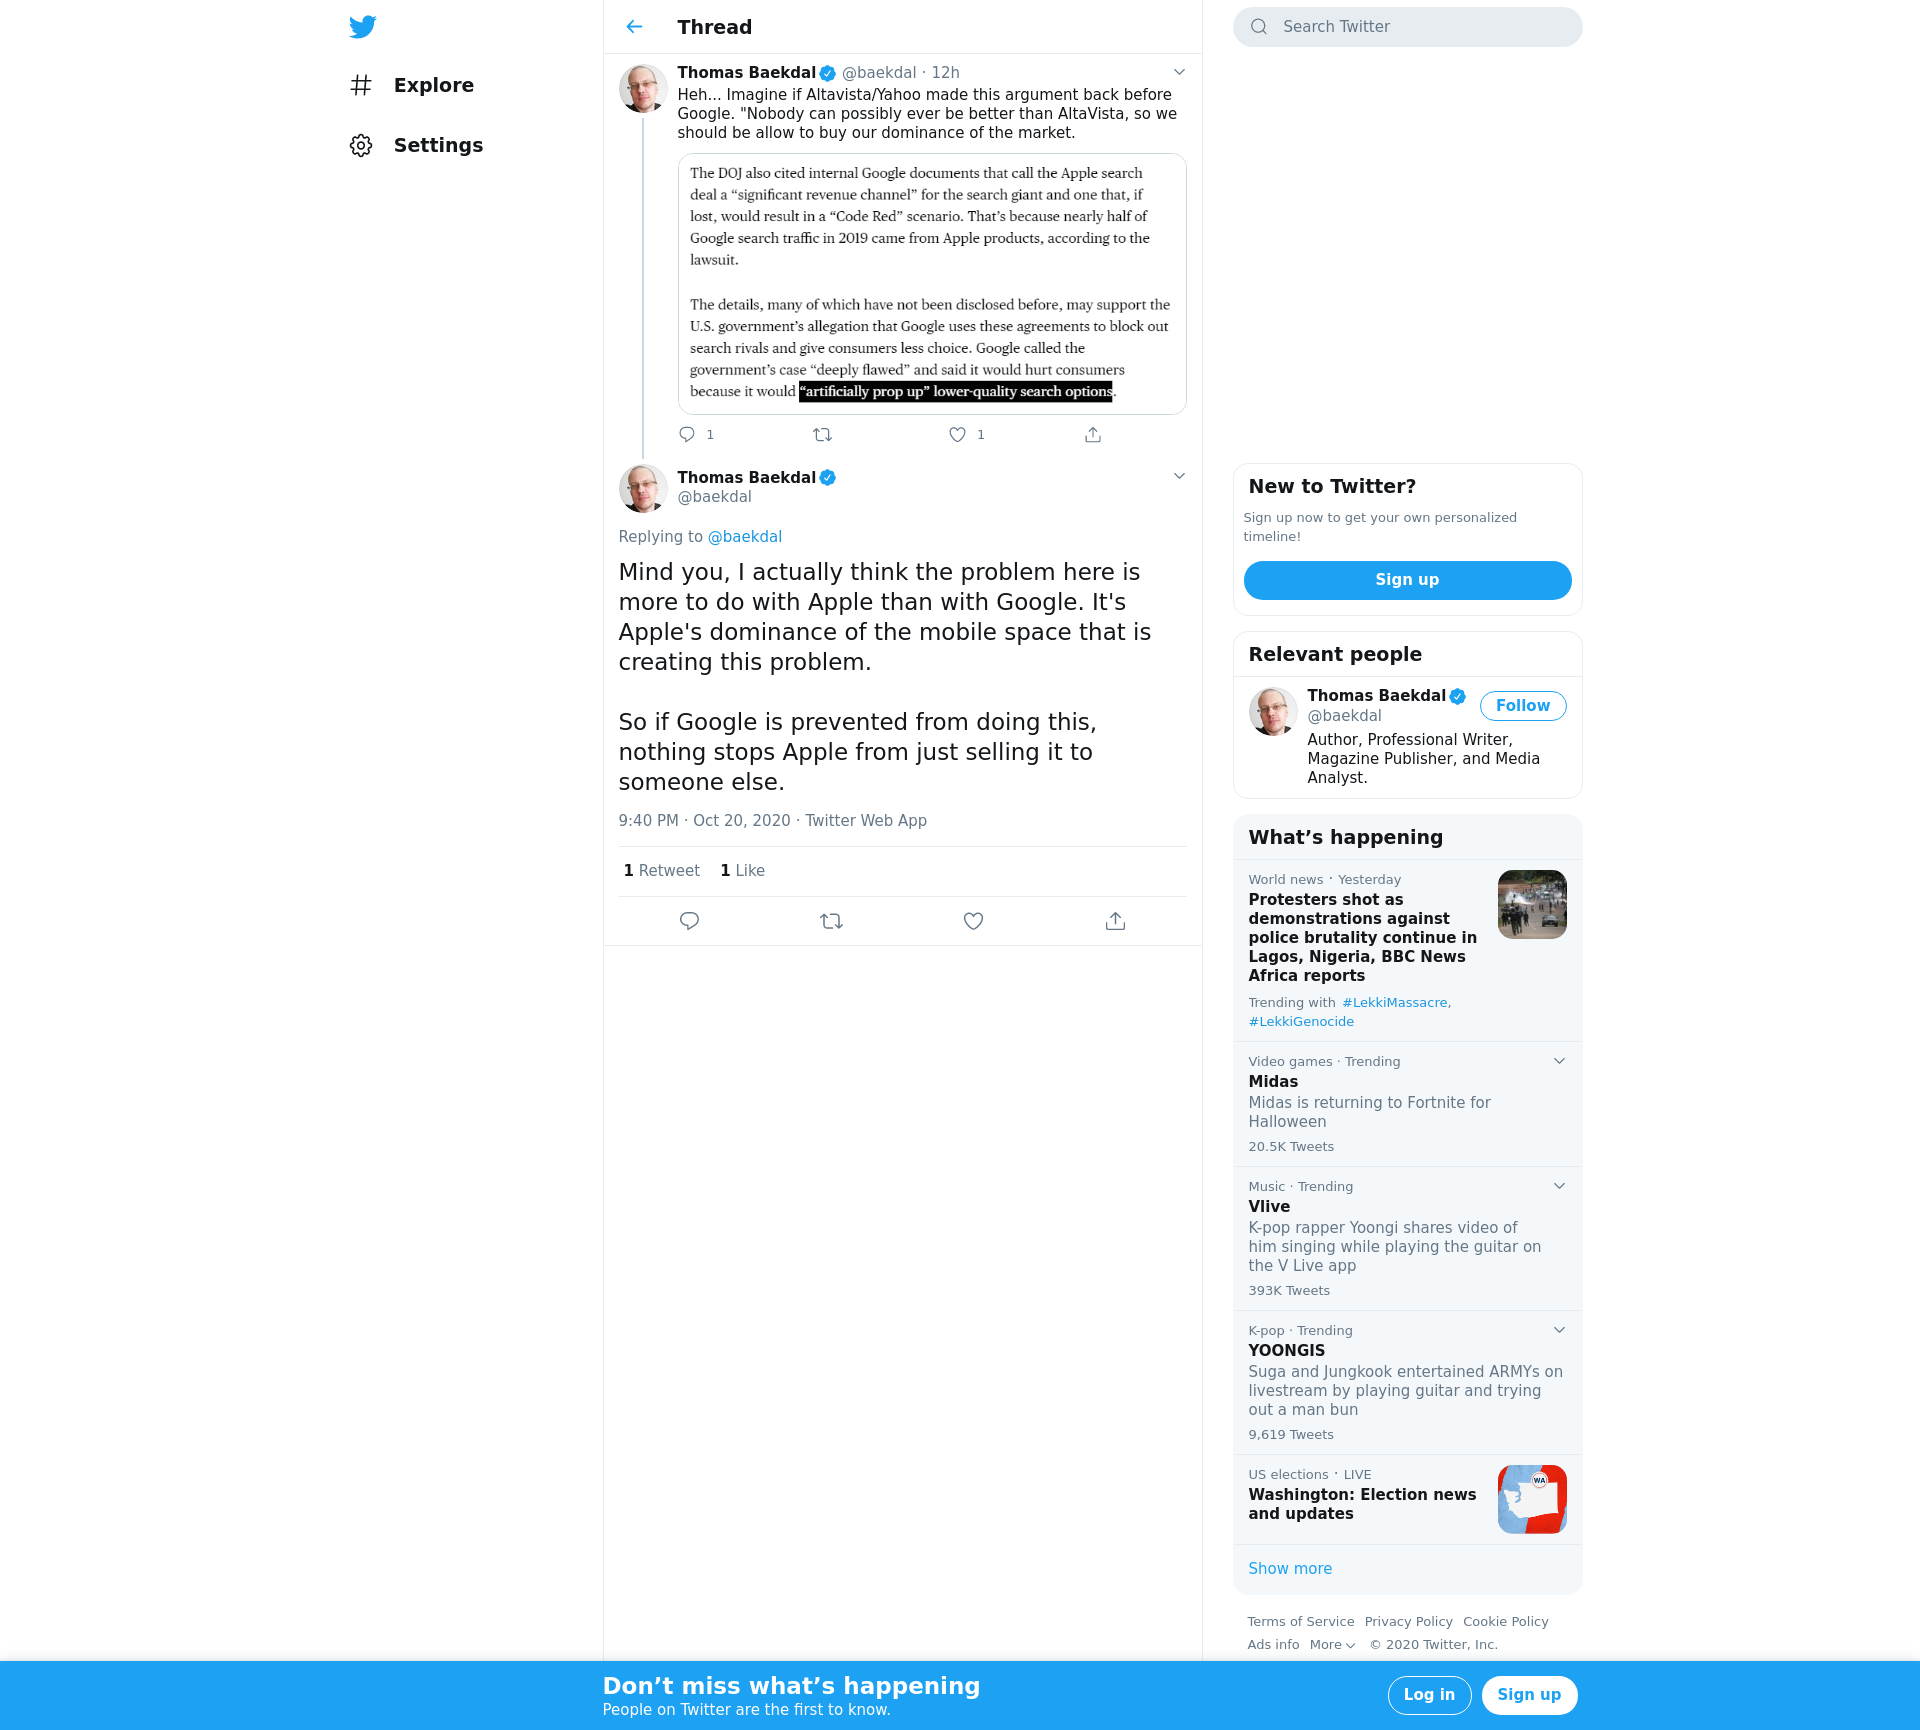 Thread
Search Twitter
Explore
Settings
Thomas Baekdal @baekdal · 12h
Heh... Imagine if Altavista/Yahoo made this argument back before
Google. "Nobody can possibly ever be better than AltaVista, so we
should be allow to buy our dominance of the market.
The DOJ also cited internal Google documents that call the Apple search
deal a “significant revenue channel” for the search giant and one that, if
lost, would result in a “Code Red” scenario. That’s because nearly half of
Google search traffic in 2019 came from Apple products, according to the
lawsuit.
The details, many of which have not been disclosed before, may support the
U.S. government’s allegation that Google uses these agreements to block out
search rivals and give consumers less choice. Google called the
government’s case “deeply flawed” and said it would hurt consumers
because it would “artificially prop up” lower-quality search options.
1
1
Thomas Baekdal
@baekdal
Replying to @baekdal
Mind you, I actually think the problem here is
more to do with Apple than with Google. It's
Apple's dominance of the mobile space that is
creating this problem.
So if Google is prevented from doing this,
nothing stops Apple from just selling it to
someone else.
9:40 PM · Oct 20, 2020 · Twitter Web App
1 Retweet 1 Like
New to Twitter?
Sign up now to get your own personalized
timeline!
Sign up
Relevant people
Thomas Baekdal
@baekdal
Follow
Author, Professional Writer,
Magazine Publisher, and Media
Analyst.
What’s happening
World news · Yesterday
Protesters shot as
demonstrations against
police brutality continue in
Lagos, Nigeria, BBC News
Africa reports
Trending with #LekkiMassacre,
#LekkiGenocide
Video games · Trending
Midas
Midas is returning to Fortnite for
Halloween
20.5K Tweets
Music · Trending
Vlive
K-pop rapper Yoongi shares video of
him singing while playing the guitar on
the V Live app
393K Tweets
K-pop · Trending
YOONGIS
Suga and Jungkook entertained ARMYs on
livestream by playing guitar and trying
out a man bun
9,619 Tweets
US elections · LIVE
Washington: Election news
and updates
WA
Show more
Terms of Service Privacy Policy Cookie Policy
Ads info More © 2020 Twitter, Inc.
Don’t miss what’s happening
People on Twitter are the first to know.
Log in
Sign up